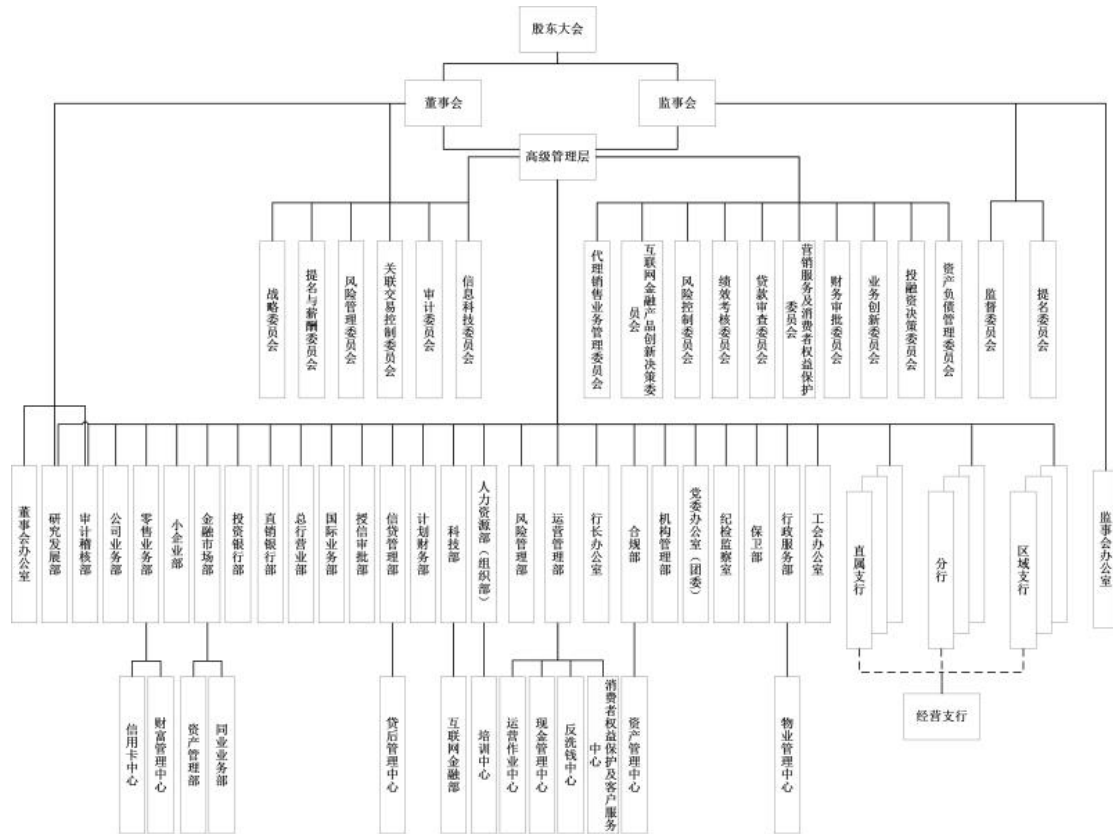 股东大会
董事会
监事会
高级管理层
战略委员会
提名与薪酬委员会
风险管理委员会
关联交易控制委员会
审计委员会
信息科技委员会
代理销售业务管理委员会
互联网金融产品创新决策委
员会
风险控制委员会
绩效考核委员会
贷款审查委员会
营销服务及消费者权益保护
委员会
财务审批委员会
业务创新委员会
投融资决策委员会
资产负债管理委员会
监督委员会
提名委员会
董事会办公室
研究发展部
审计稽核部
公司业务部
零售业务部
小企业部
金融市场部
投资银行部
直销银行部
总行营业部
国际业务部
授信审批部
信贷管理部
计划财务部
科技部
人力资源部（组织部）
风险管理部
运营管理部
行长办公室
合规部
机构管理部
党委办公室（团委）
纪检监察室
保卫部
行政服务部
工会办公室
直属支行
分行
区域支行
监事会办公室
信用卡中心
财富管理中心
资产管理部
同业业务部
贷后管理中心
互联网金融部
培训中心
运营作业中心
现金管理中心
反洗钱中心
消费者权益保护及客户服务
中心
资产管理中心
物业管理中心
经营支行